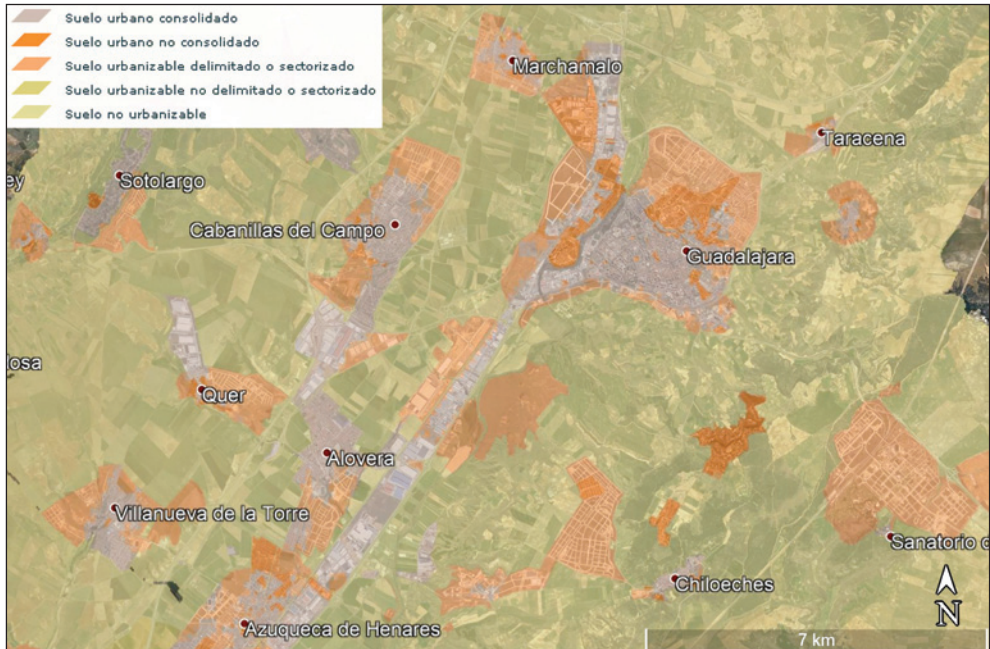 Suelo urbano consolidado
Suelo urbano no consolidado
Suelo urbanizable delimitado o sectorizado
Suelo urbanizable no delimitado o sectorizado
Suelo no urbanizable
Marchamalo
Taracena
ey
Sotolargo
Cabanillas del Campo
Guadalajara
Quer
Alovera
Villanueva de la Torre
Sanatorio d
Chiloeches
Azuqueca de Henares
N
7 km